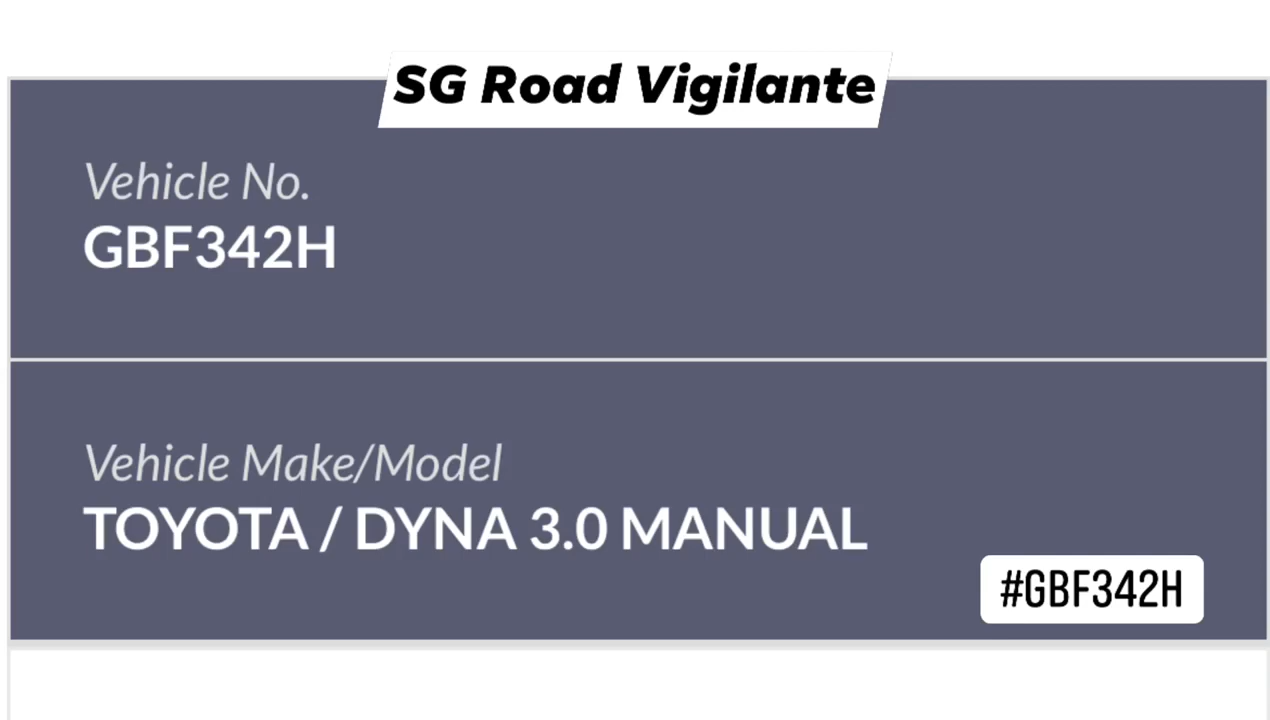 SG Road Vigilante
Vehicle No.
GBF342H
Vehicle Make/Model
TOYOTA / DYNA 3.0 MANUAL
#GBF342H